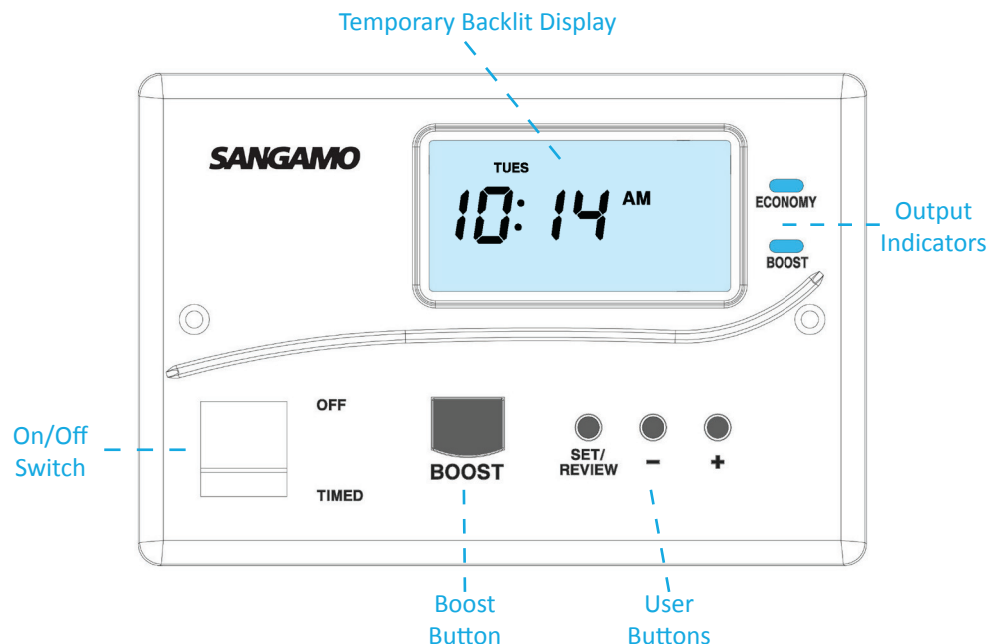 Temporary Backlit Display
SANGAMO
TUES
10:14 AM
ECONOMY
BOOST
Output
Indicators
On/Off
Switch
OFF
TIMED
BOOST
SET/
REVIEW
–
+
Boost
Button
User
Buttons